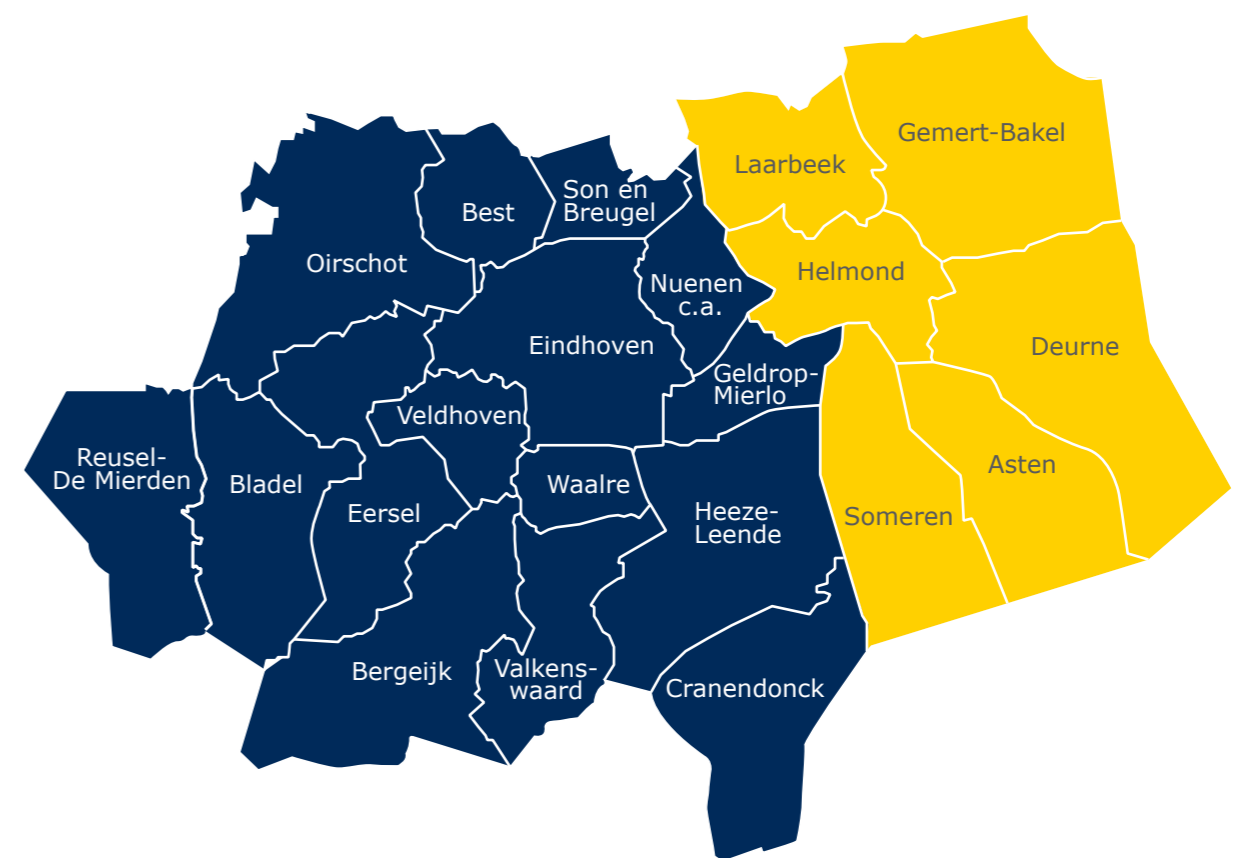 Gemert-Bakel
Laarbeek
Son en
Breugel
Best
Oirschot
Helmond
Nuenen
c.a.
Eindhoven
Deurne
Geldrop-
Mierlo
Veldhoven
Reusel-
De Mierden
Bladel
Waalre
Asten
Eersel
Heeze-
Leende
Someren
Bergeijk
Valkens-
waard
Cranendonck